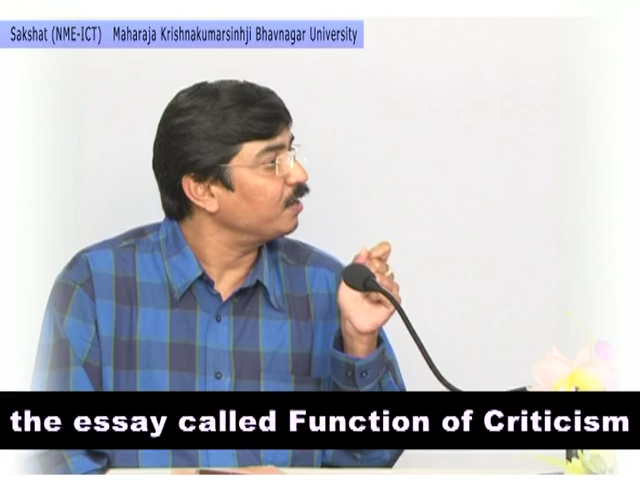 Sakshat (NME-ICT) Maharaja Krishnakumarsinhji Bhavnagar University
the essay called Function of Criticism